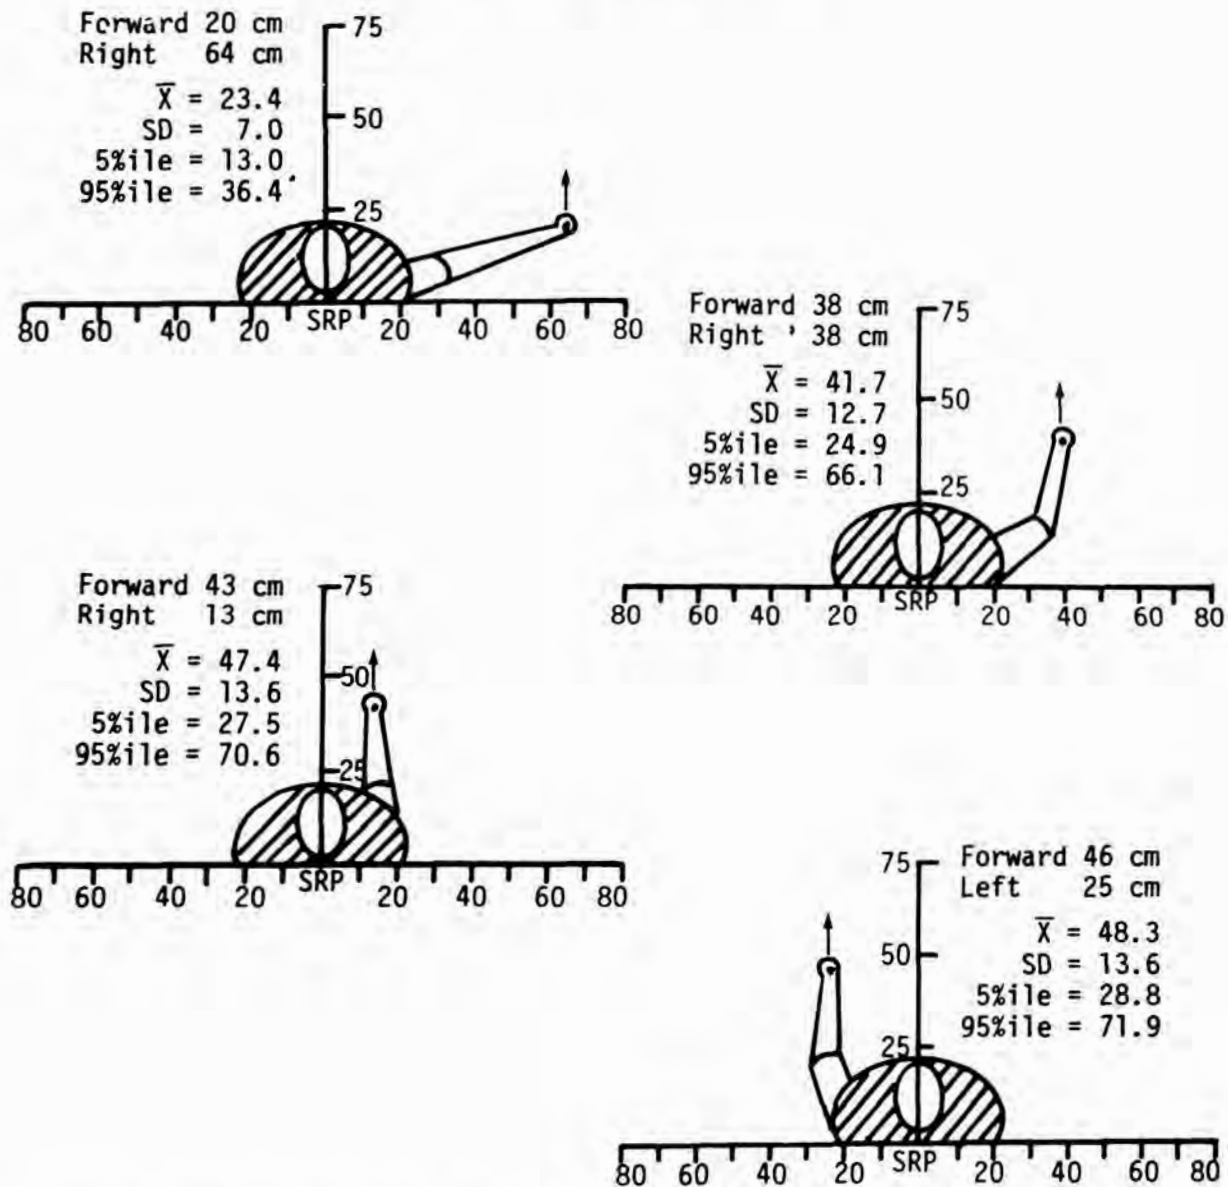 Forward 20 cm
Right 64 cm
X̄ = 23.4
SD = 7.0
5%ile = 13.0
95%ile = 36.4
75
50
25
80 60 40 20 SRP 20 40 60 80
Forward 38 cm
Right 38 cm
X̄ = 41.7
SD = 12.7
5%ile = 24.9
95%ile = 66.1
75
50
25
80 60 40 20 SRP 20 40 60 80
Forward 43 cm
Right 13 cm
X̄ = 47.4
SD = 13.6
5%ile = 27.5
95%ile = 70.6
75
50
25
80 60 40 20 SRP 20 40 60 80
Forward 46 cm
Left 25 cm
X̄ = 48.3
SD = 13.6
5%ile = 28.8
95%ile = 71.9
75
50
25
80 60 40 20 SRP 20 40 60 80